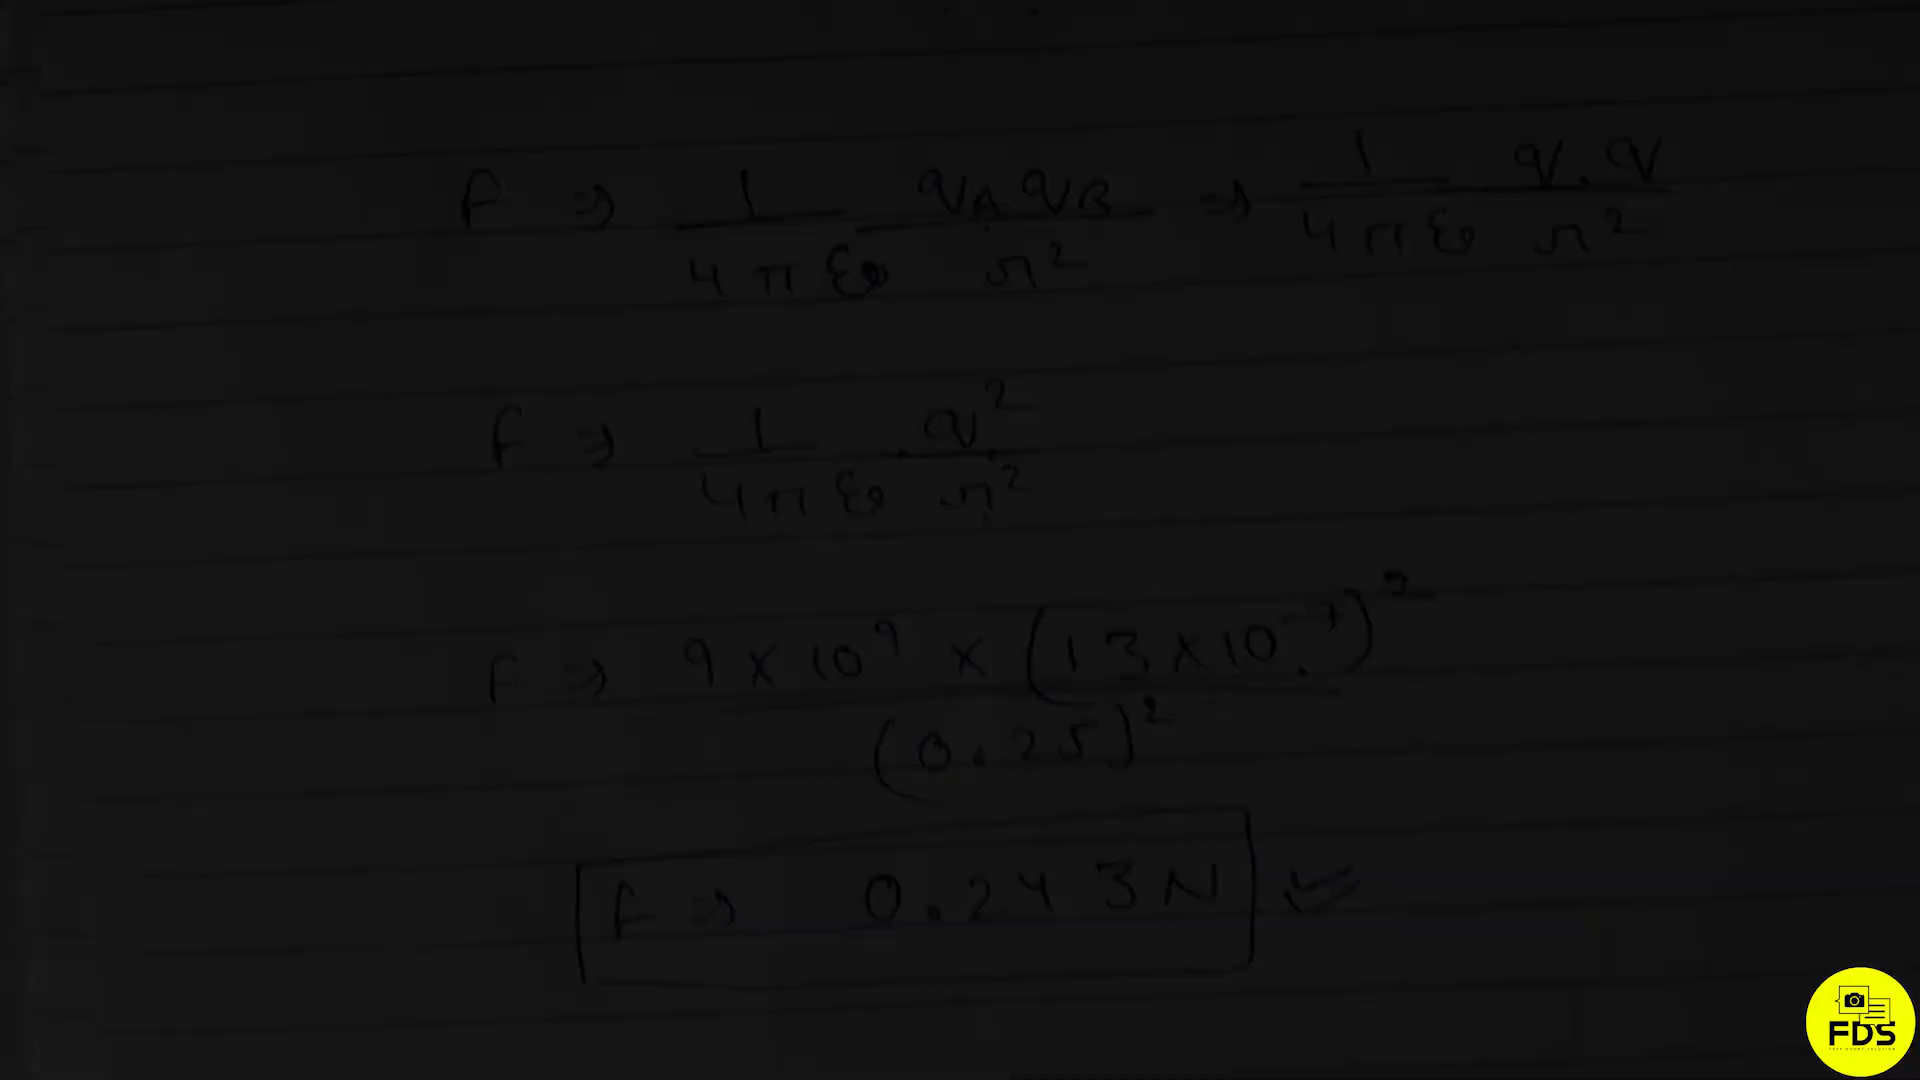 F ⇒ 1/4πε₀ q_A q_B/r² ⇒ 1/4πε₀ q.q/r²
F ⇒ 1/4πε₀ q²/r²
F ⇒ 9 × 10⁹ × (13 × 10⁻⁷)²/(0.25)²
F ⇒ 0.243 N
FDS